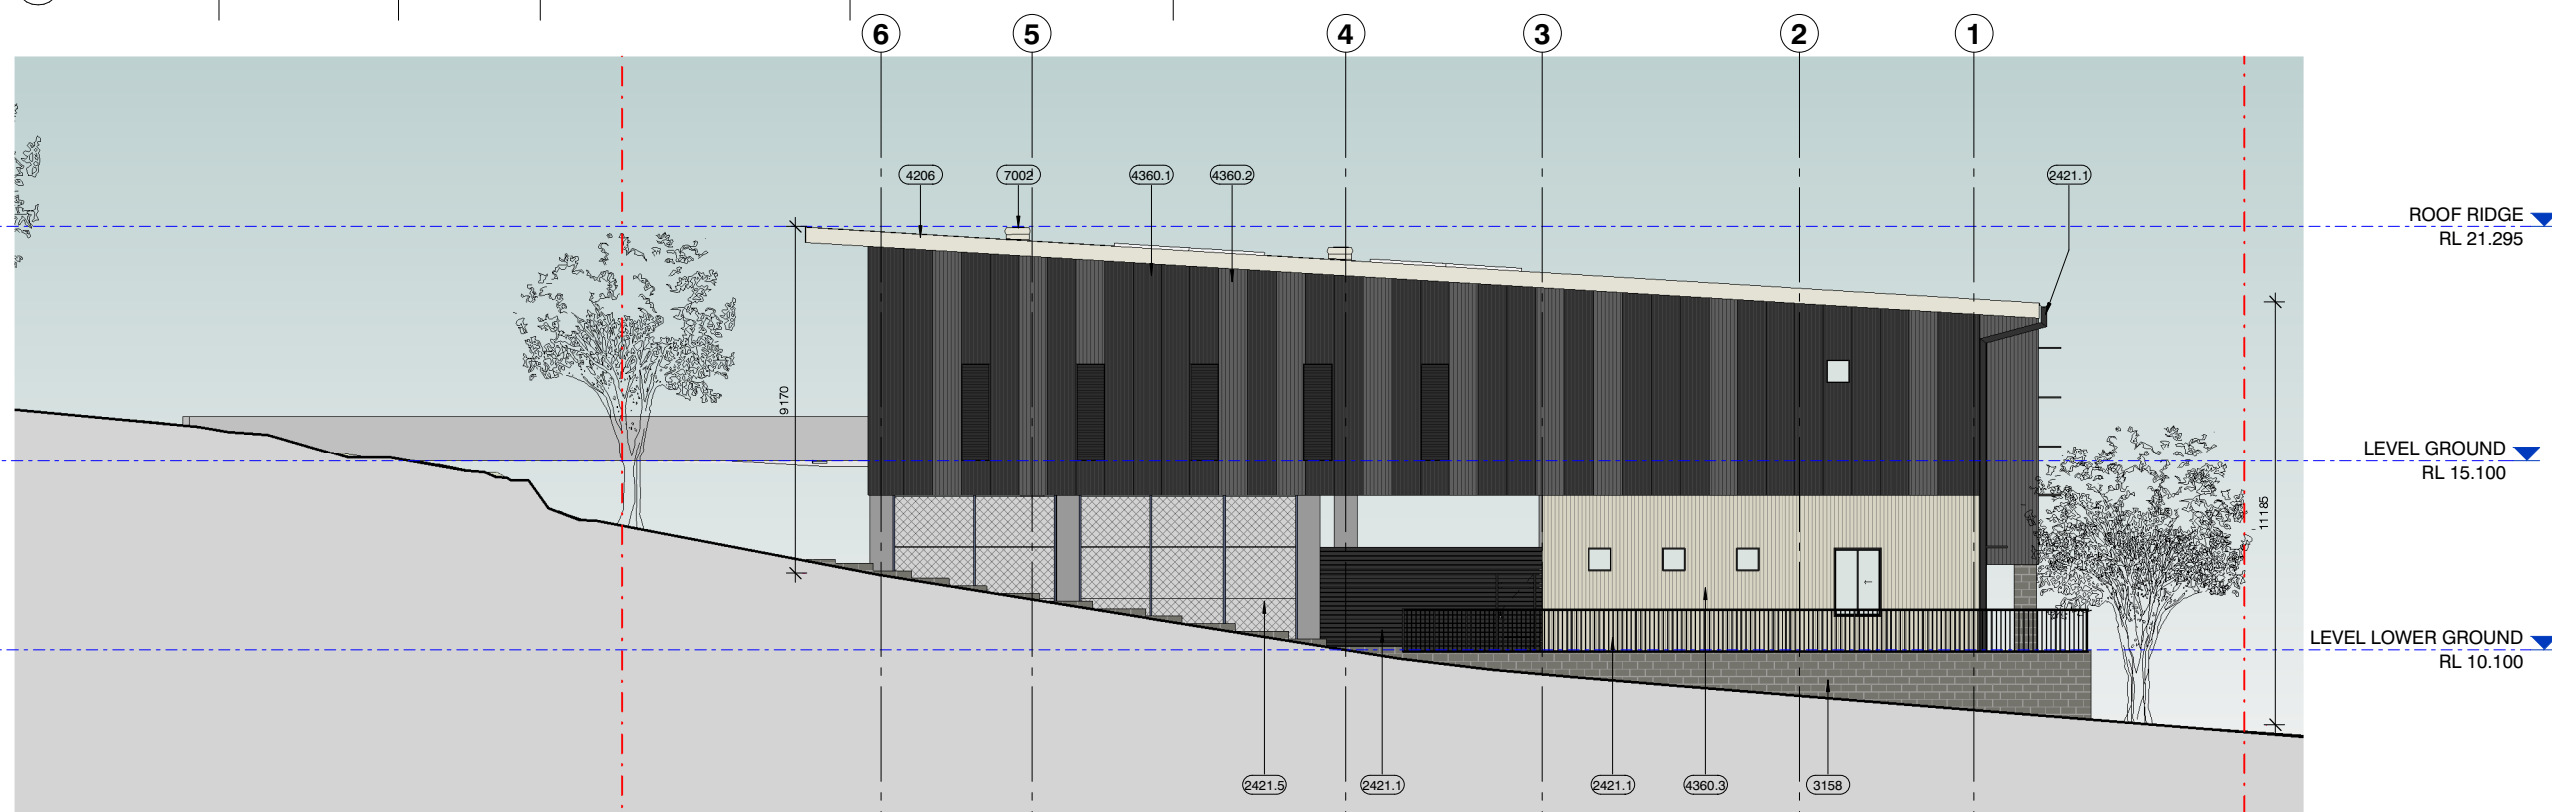 6 5 4 3 2 1
4206 7002 4360.1 4360.2 2421.1
ROOF RIDGE
RL 21.295
9170
LEVEL GROUND
RL 15.100
11185
LEVEL LOWER GROUND
RL 10.100
2421.5 2421.1 2421.1 4360.3 3158